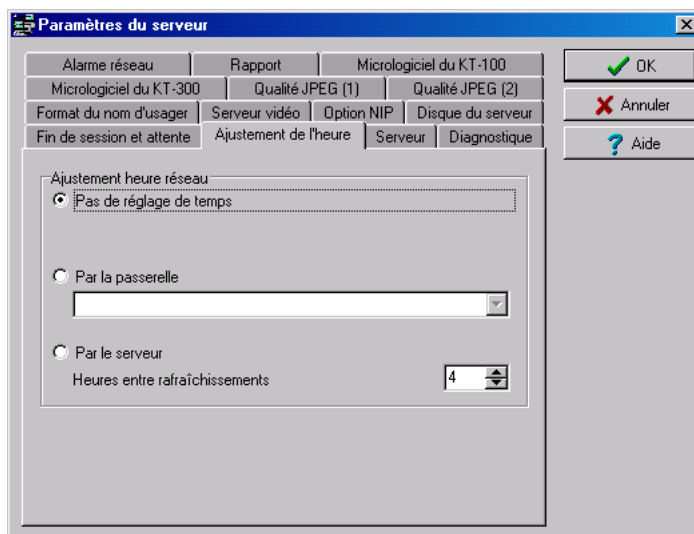 Paramètres du serveur
Alarme réseau Rapport Micrologiciel du KT-100
Micrologiciel du KT-300 Qualité JPEG (1) Qualité JPEG (2)
Format du nom d'usager Serveur vidéo Option NIP Disque du serveur
Fin de session et attente Ajustement de l'heure Serveur Diagnostique
OK
Annuler
Aide
Ajustement heure réseau
Pas de réglage de temps
Par la passerelle
Par le serveur
Heures entre rafraîchissements 4